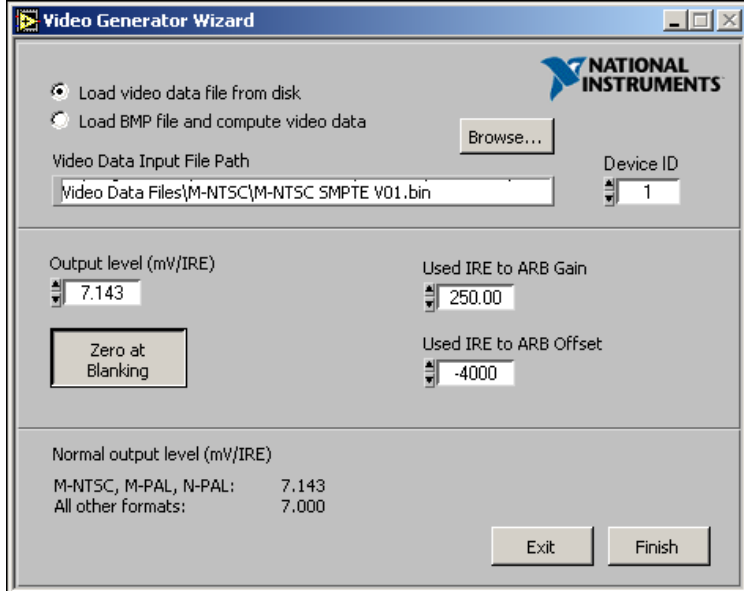 Video Generator Wizard
NATIONAL
INSTRUMENTS
Load video data file from disk
Load BMP file and compute video data
Browse...
Video Data Input File Path
Device ID
Video Data Files\M-NTSC\M-NTSC SMPTE V01.bin
1
Output level (mV/IRE)
7.143
Used IRE to ARB Gain
250.00
Zero at
Blanking
Used IRE to ARB Offset
-4000
Normal output level (mV/IRE)
M-NTSC, M-PAL, N-PAL: 7.143
All other formats: 7.000
Exit
Finish